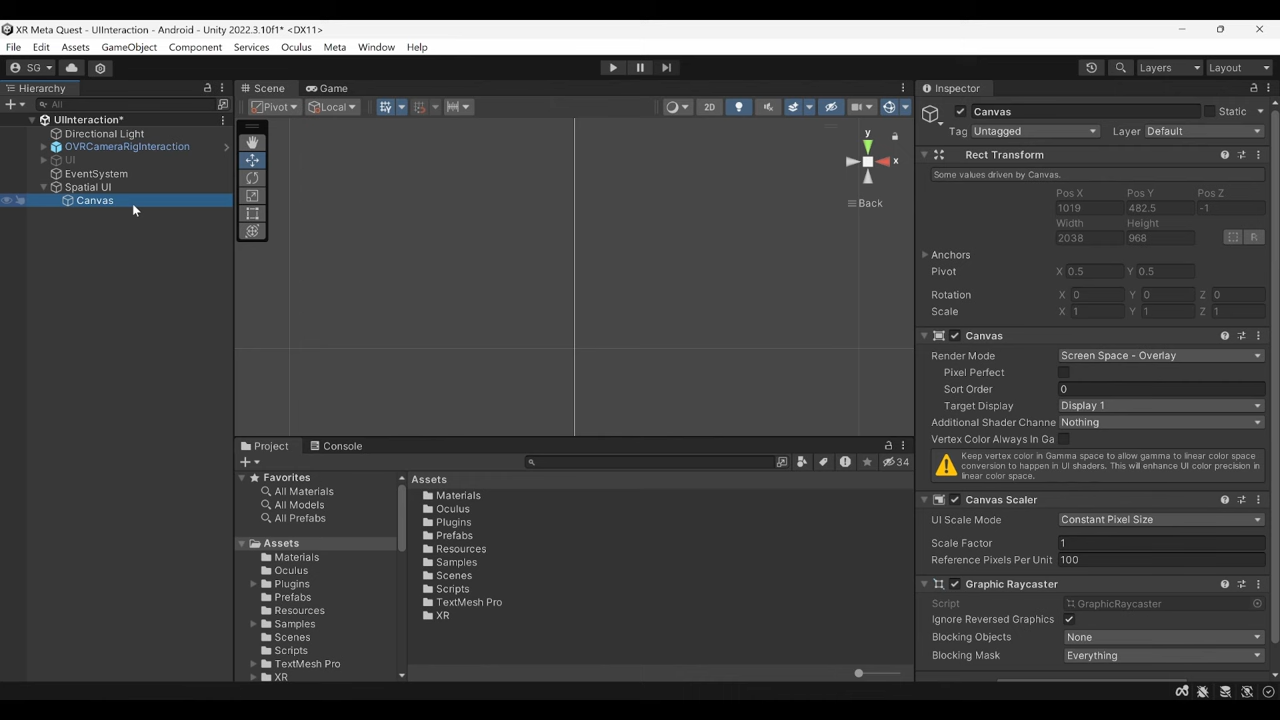 XR Meta Quest - UIInteraction - Android - Unity 2022.3.10f1* <DX11>
File Edit Assets GameObject Component Services Oculus Meta Window Help
SG Layers Layout
Hierarchy
All
UIInteraction*
Directional Light
OVRCameraRigInteraction
UI
EventSystem
Spatial UI
Canvas
Scene Game
Pivot Local 2D
y
x
Back
Project Console
34
Favorites
All Materials
All Models
All Prefabs
Assets
Materials
Oculus
Plugins
Prefabs
Resources
Samples
Scenes
Scripts
TextMesh Pro
XR
Assets
Materials
Oculus
Plugins
Prefabs
Resources
Samples
Scenes
Scripts
TextMesh Pro
XR
Inspector
Canvas Static
Tag Untagged Layer Default
Rect Transform
Some values driven by Canvas.
Pos X Pos Y Pos Z
1019 482.5 -1
Width Height
2038 968
R
Anchors
Pivot X 0.5 Y 0.5
Rotation X 0 Y 0 Z 0
Scale X 1 Y 1 Z 1
Canvas
Render Mode Screen Space - Overlay
Pixel Perfect
Sort Order 0
Target Display Display 1
Additional Shader Channe Nothing
Vertex Color Always In Ga
Keep vertex color in Gamma space to allow gamma to linear color space
conversion to happen in UI shaders. This will enhance UI color precision in
linear color space.
Canvas Scaler
UI Scale Mode Constant Pixel Size
Scale Factor 1
Reference Pixels Per Unit 100
Graphic Raycaster
Script GraphicRaycaster
Ignore Reversed Graphics
Blocking Objects None
Blocking Mask Everything